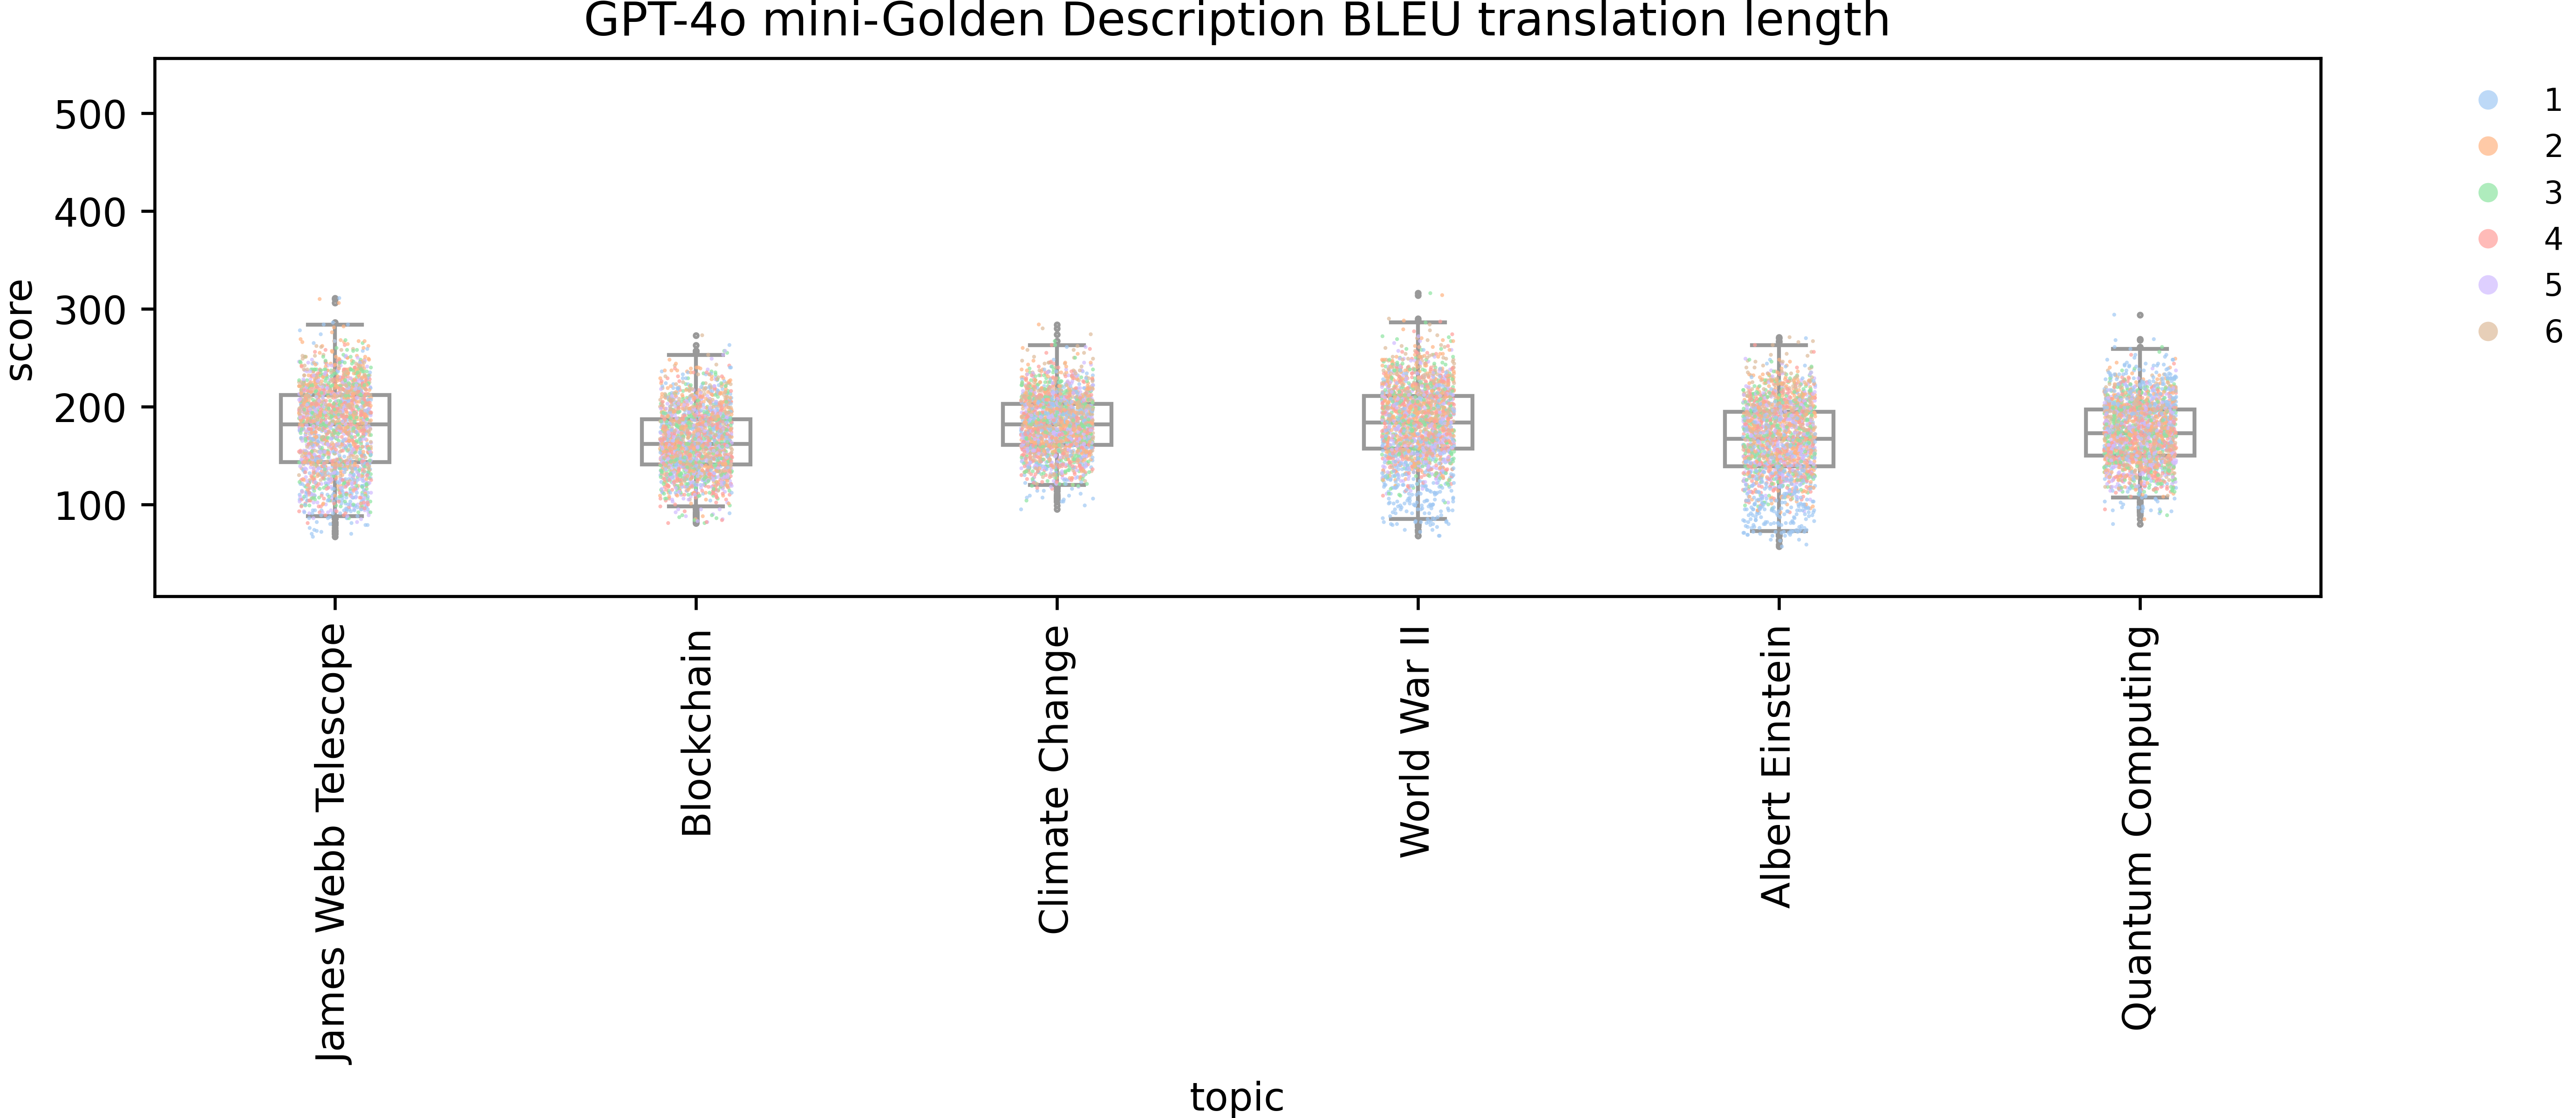 GPT-4o mini-Golden Description BLEU translation length
score
500
400
300
200
100
James Webb Telescope
Blockchain
Climate Change
World War II
Albert Einstein
Quantum Computing
topic
1
2
3
4
5
6